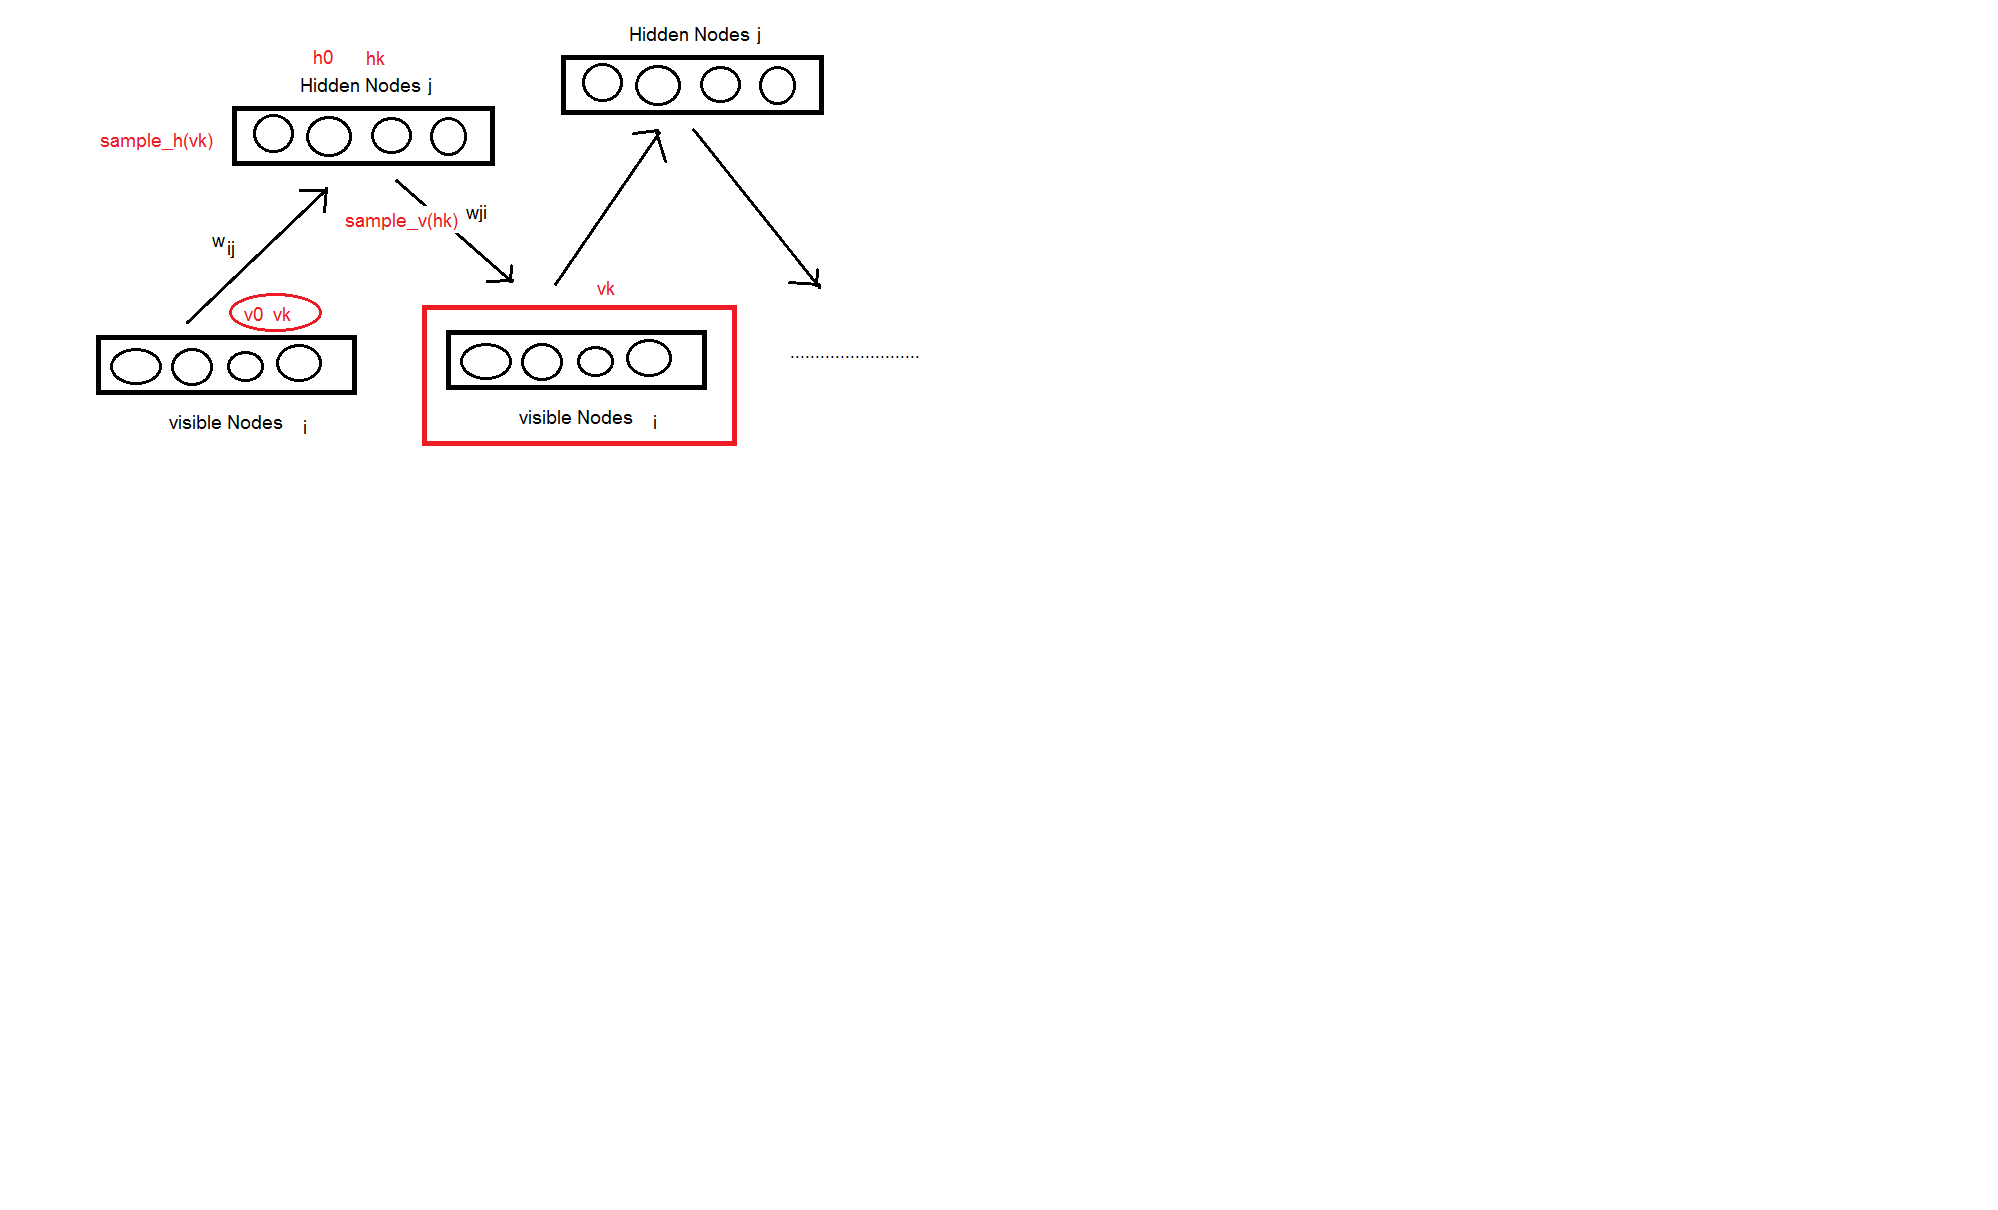 Hidden Nodes j
h0 hk
Hidden Nodes j
sample_h(vk)
sample_v(hk) wji
w ij
vk
v0 vk
..........................
visible Nodes i
visible Nodes i